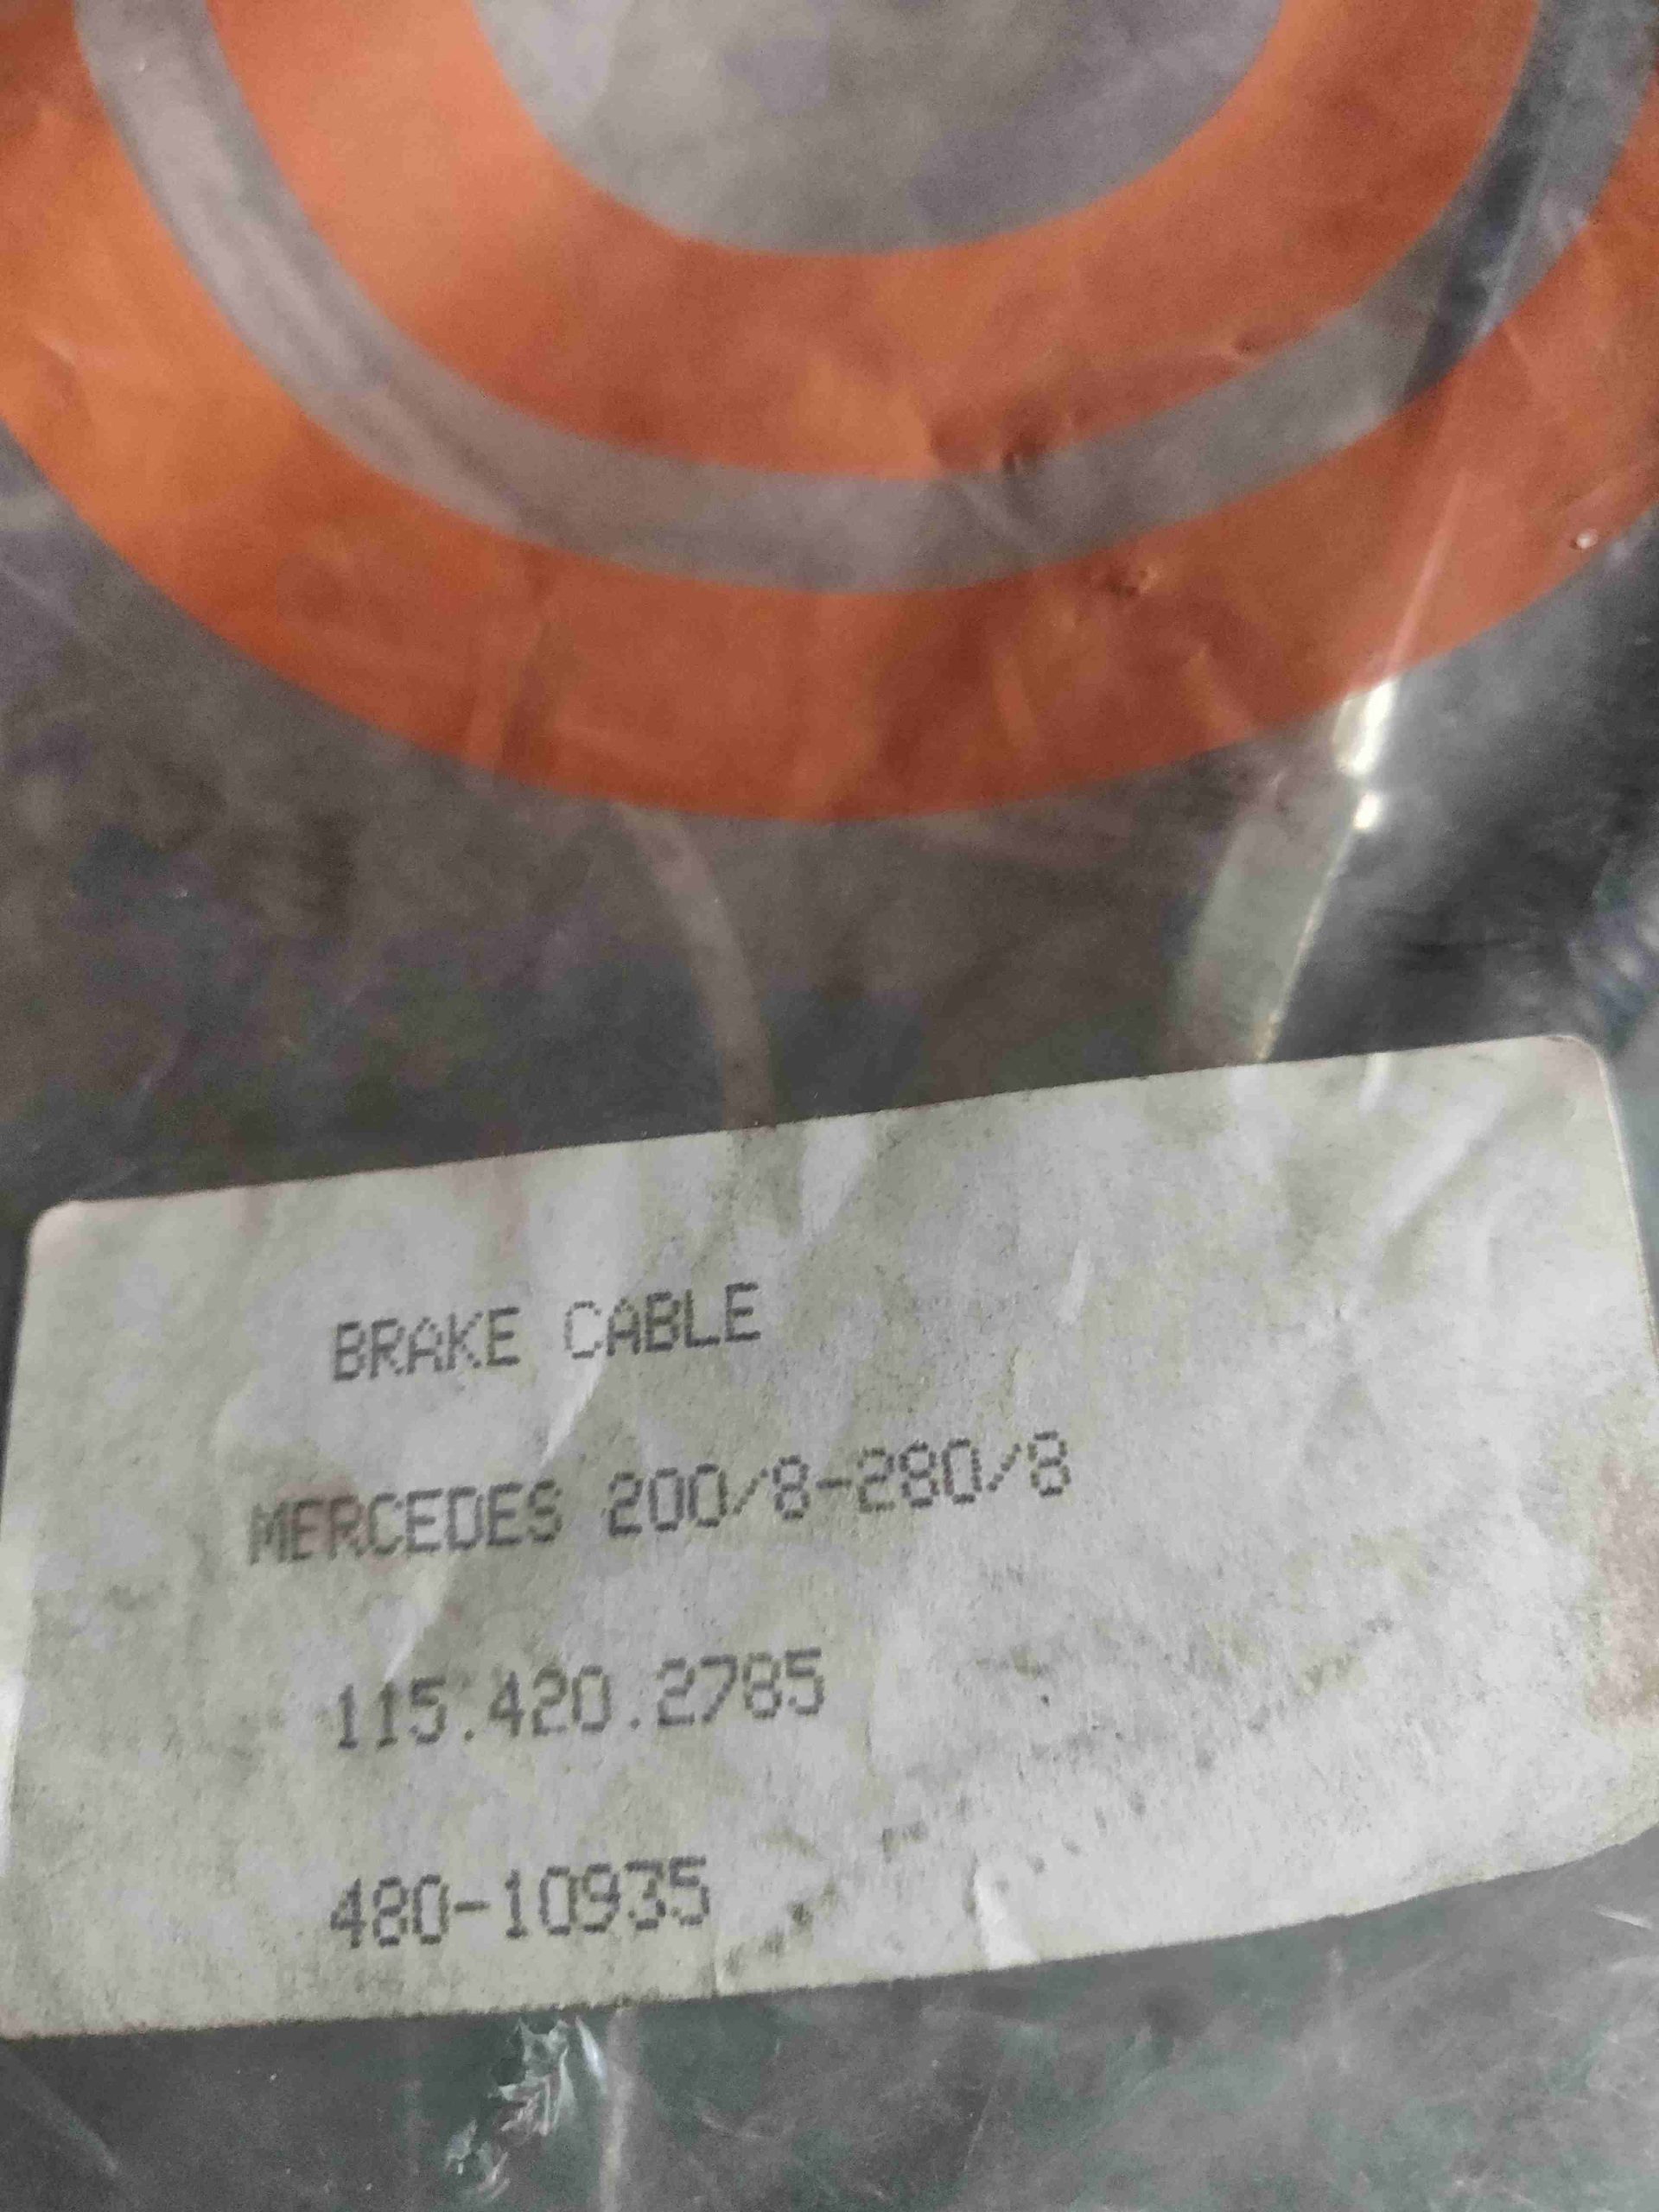 BRAKE CABLE
MERCEDES 200/8-280/8
115.420.2785
480-10935